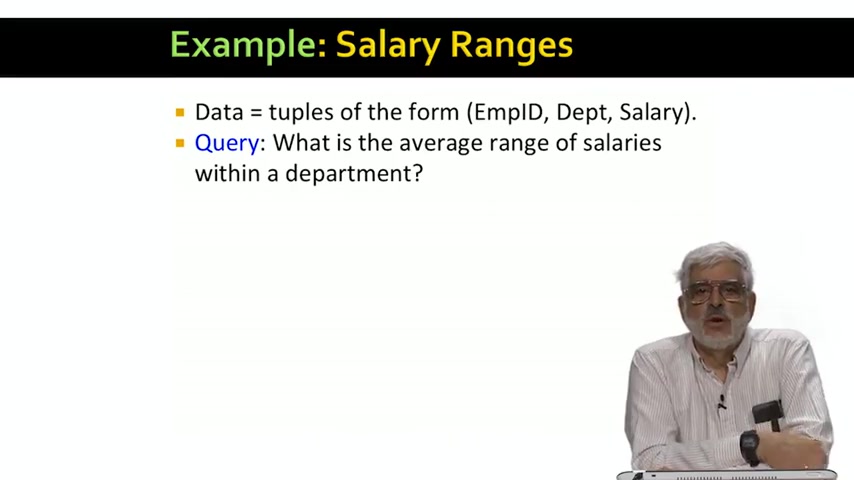 Example: Salary Ranges
Data = tuples of the form (EmpID, Dept, Salary).
Query: What is the average range of salaries
within a department?